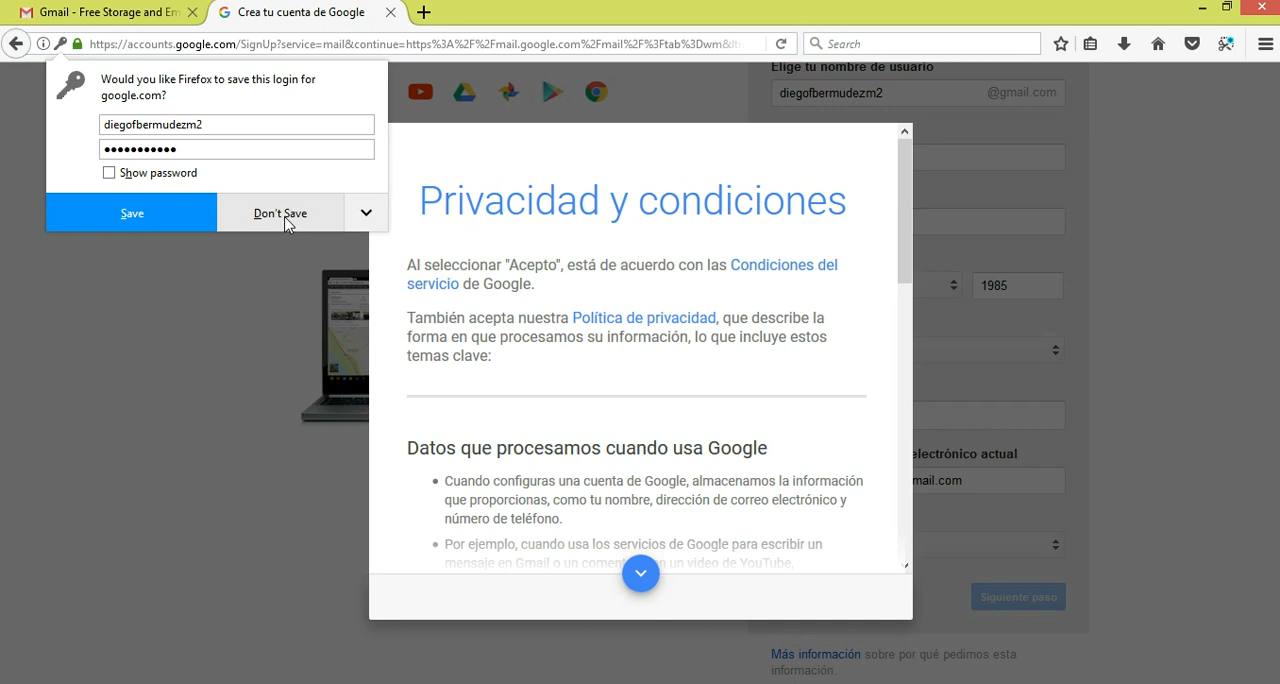 Gmail - Free Storage and Em
Crea tu cuenta de Google
https://accounts.google.com/SignUp?service=mail&continue=https%3A%2F%2Fmail.google.com%2Fmail%2F%3Ftab%3Dwm&
Search
Would you like Firefox to save this login for
google.com?
diegofbermudezm2
Show password
Save
Don't Save
Elige tu nombre de usuario
diegofbermudezm2
@gmail.com
1985
electrónico actual
mail.com
Siguiente paso
Más información sobre por qué pedimos esta
información.
Privacidad y condiciones
Al seleccionar "Acepto", está de acuerdo con las Condiciones del
servicio de Google.
También acepta nuestra Política de privacidad, que describe la
forma en que procesamos su información, lo que incluye estos
temas clave:
Datos que procesamos cuando usa Google
• Cuando configuras una cuenta de Google, almacenamos la información
que proporcionas, como tu nombre, dirección de correo electrónico y
número de teléfono.
• Por ejemplo, cuando usa los servicios de Google para escribir un
mensaje en Gmail o un coment n un video de YouTube,